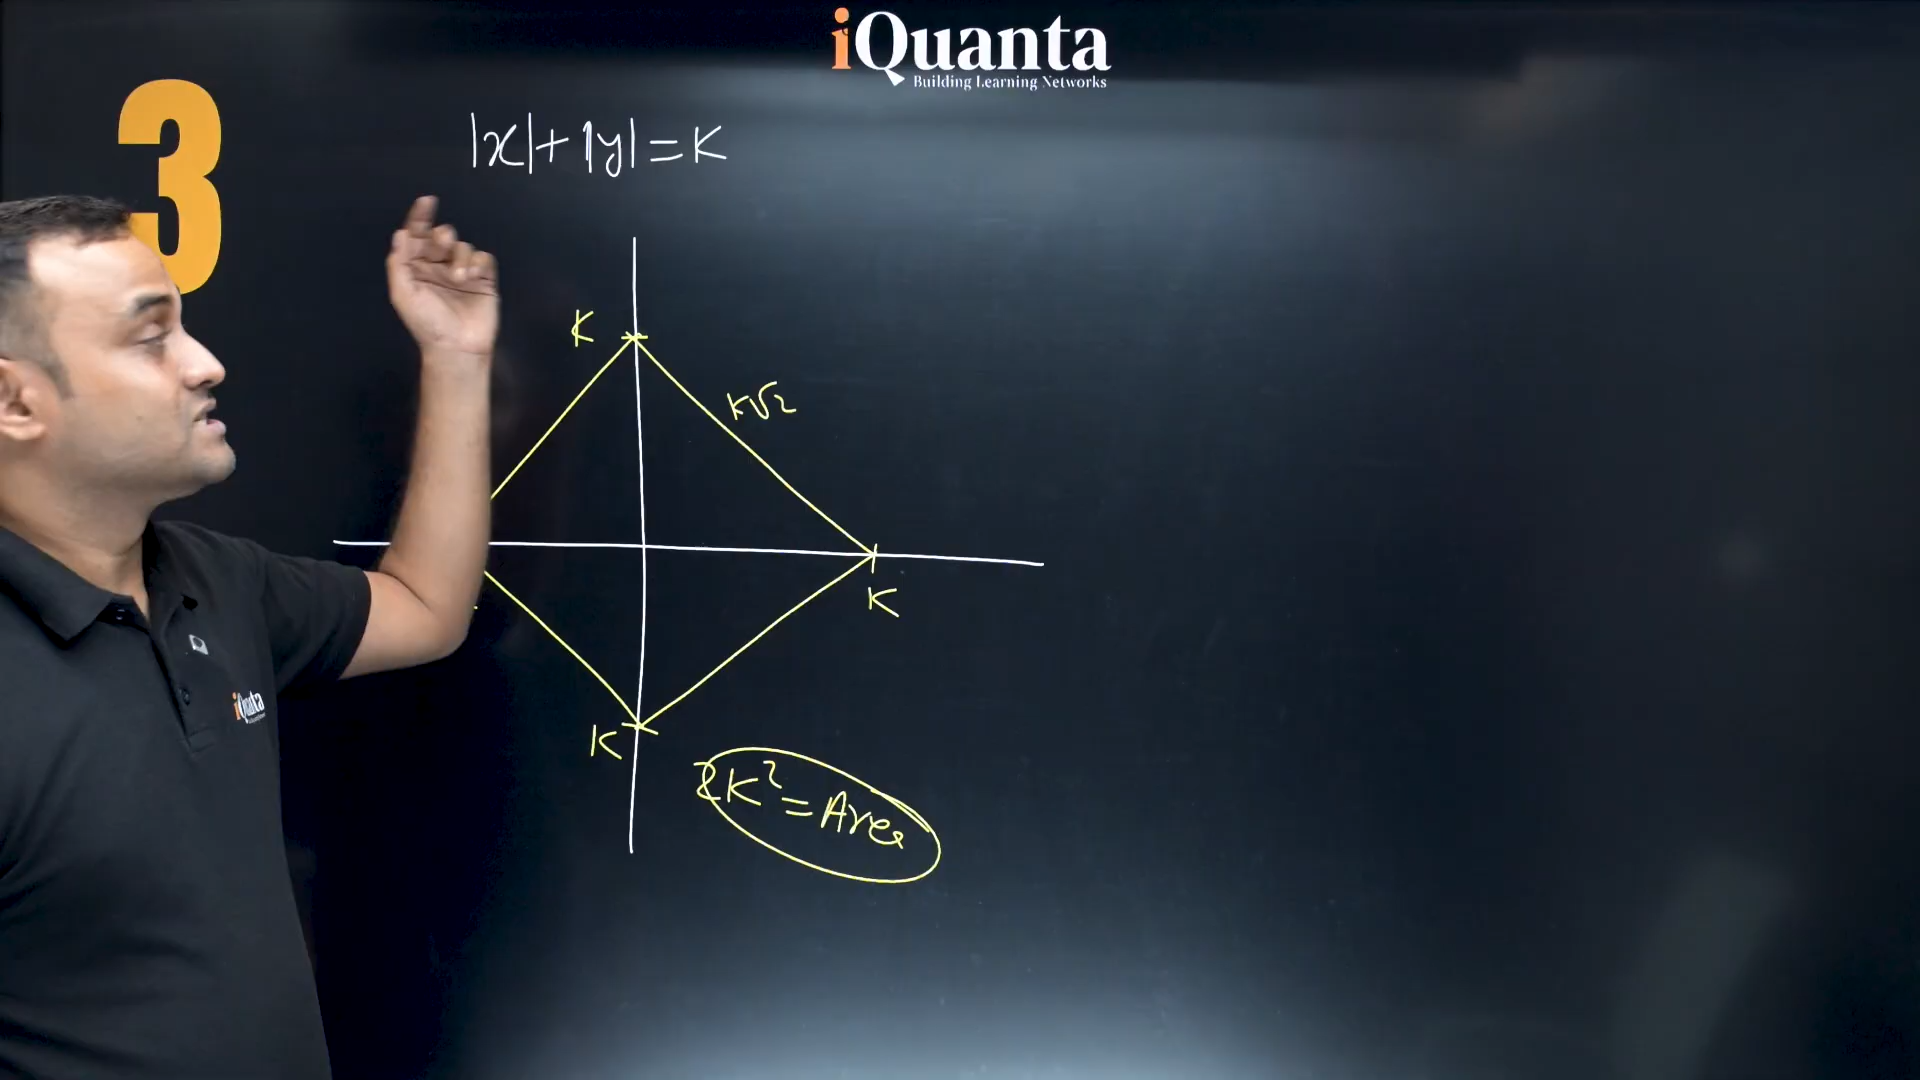 iQuanta
Building Learning Networks
3
|x|+|y|=K
K
K√2
K
K
2K²=Area
iQuanta